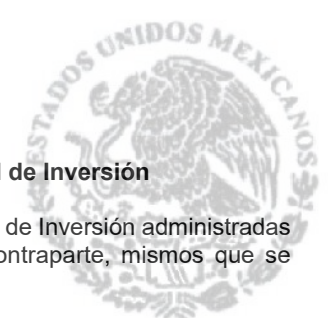 ESTADOS UNIDOS MEXICANOS
de Inversión
de Inversión administradas
ontraparte, mismos que se